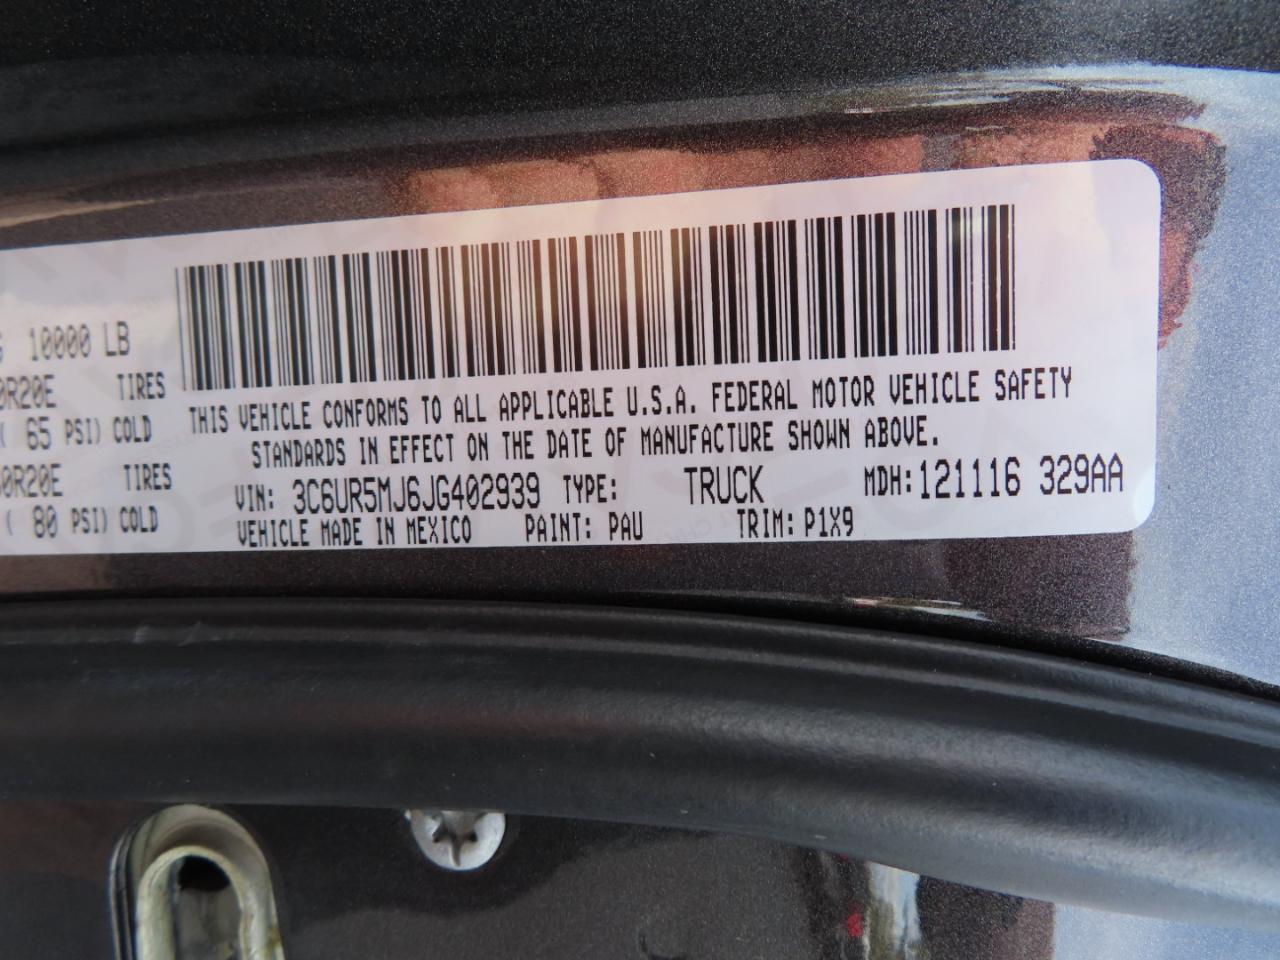 10000 LB
0R20E TIRES
( 65 PSI) COLD
0R20E TIRES
( 80 PSI) COLD
THIS VEHICLE CONFORMS TO ALL APPLICABLE U.S.A. FEDERAL MOTOR VEHICLE SAFETY
STANDARDS IN EFFECT ON THE DATE OF MANUFACTURE SHOWN ABOVE.
VIN: 3C6UR5MJ6JG402939 TYPE: TRUCK MDH: 121116 329AA
VEHICLE MADE IN MEXICO PAINT: PAU TRIM: P1X9